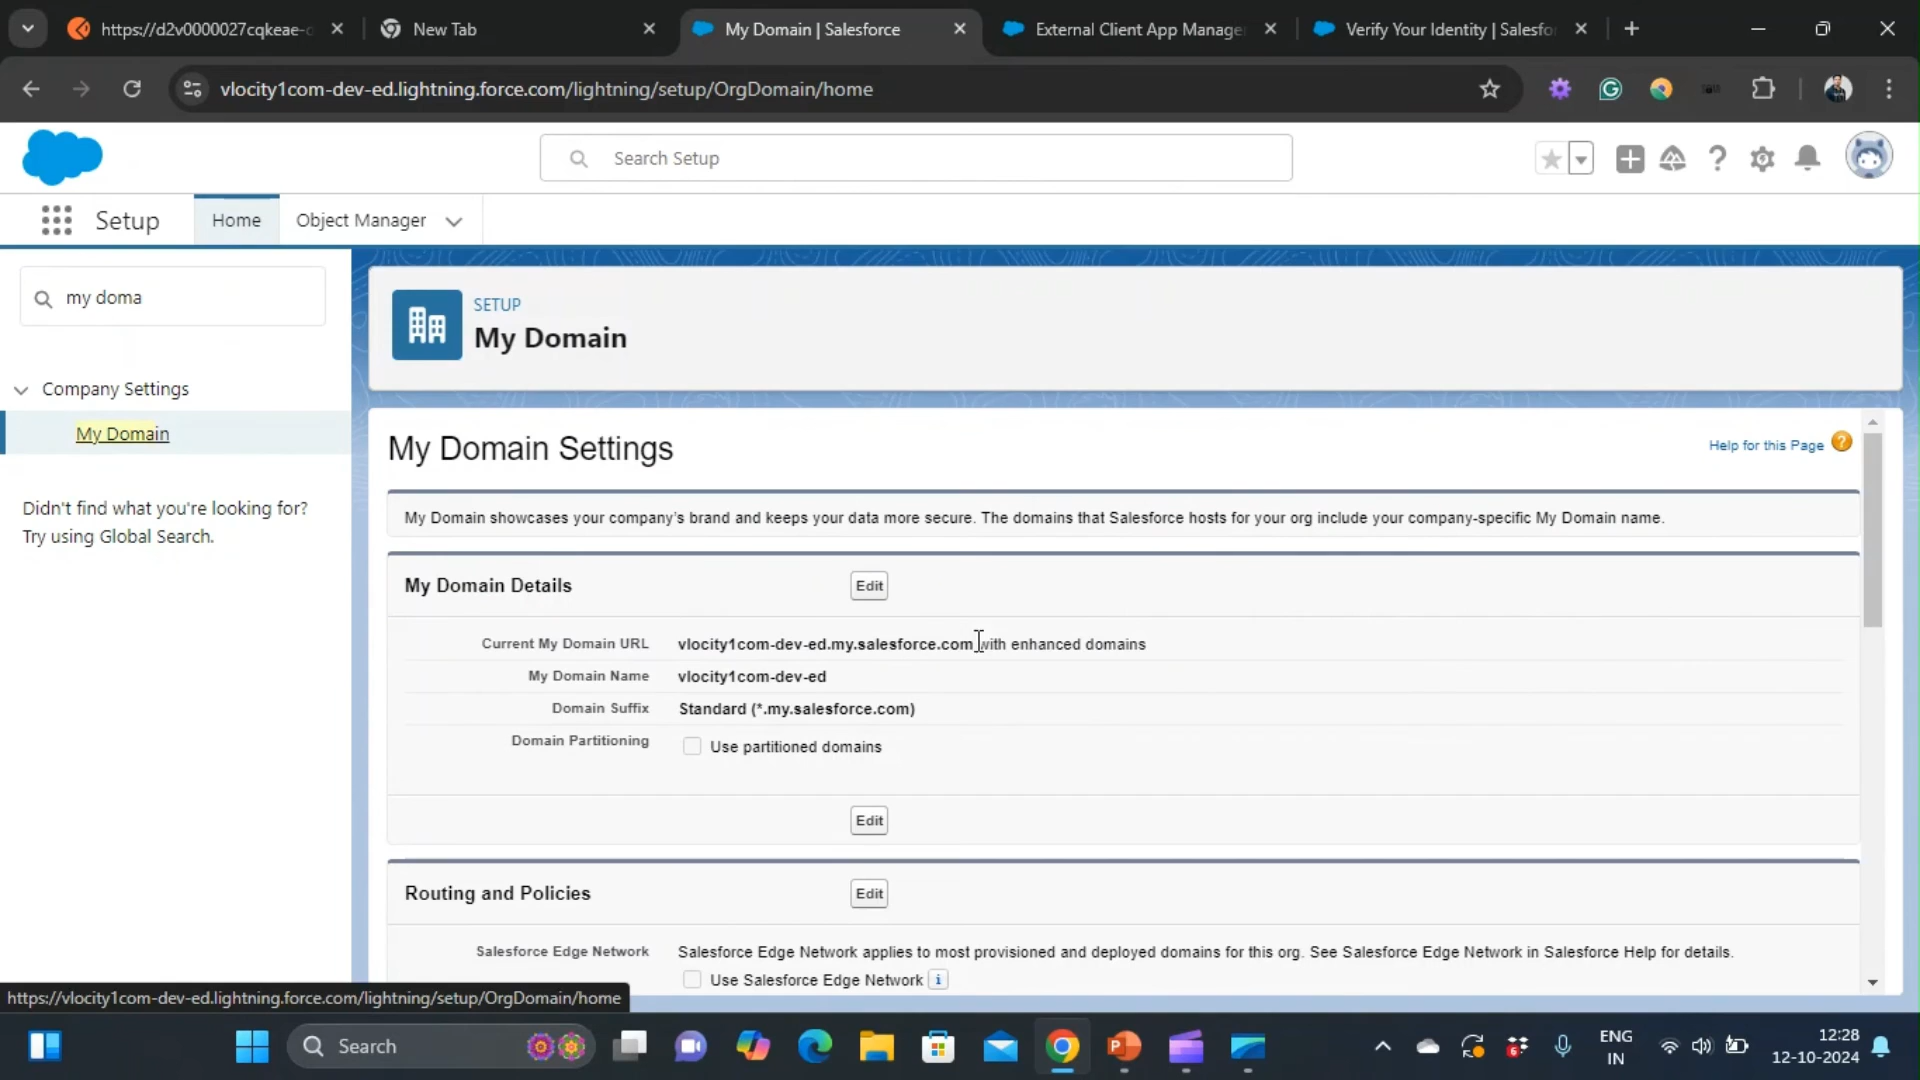 https://d2v0000027cqkeae-
New Tab
My Domain | Salesforce
External Client App Manage
Verify Your Identity | Salesfo
vlocity1com-dev-ed.lightning.force.com/lightning/setup/OrgDomain/home
Search Setup
Setup
Home
Object Manager
my doma
SETUP
My Domain
Company Settings
My Domain
Didn't find what you're looking for?
Try using Global Search.
My Domain Settings
Help for this Page
My Domain showcases your company's brand and keeps your data more secure. The domains that Salesforce hosts for your org include your company-specific My Domain name.
My Domain Details
Edit
Current My Domain URL
vlocity1com-dev-ed.my.salesforce.com with enhanced domains
My Domain Name
vlocity1com-dev-ed
Domain Suffix
Standard (*.my.salesforce.com)
Domain Partitioning
Use partitioned domains
Edit
Routing and Policies
Edit
Salesforce Edge Network
Salesforce Edge Network applies to most provisioned and deployed domains for this org. See Salesforce Edge Network in Salesforce Help for details.
Use Salesforce Edge Network
https://vlocity1com-dev-ed.lightning.force.com/lightning/setup/OrgDomain/home
Search
ENG
IN
12:28
12-10-2024